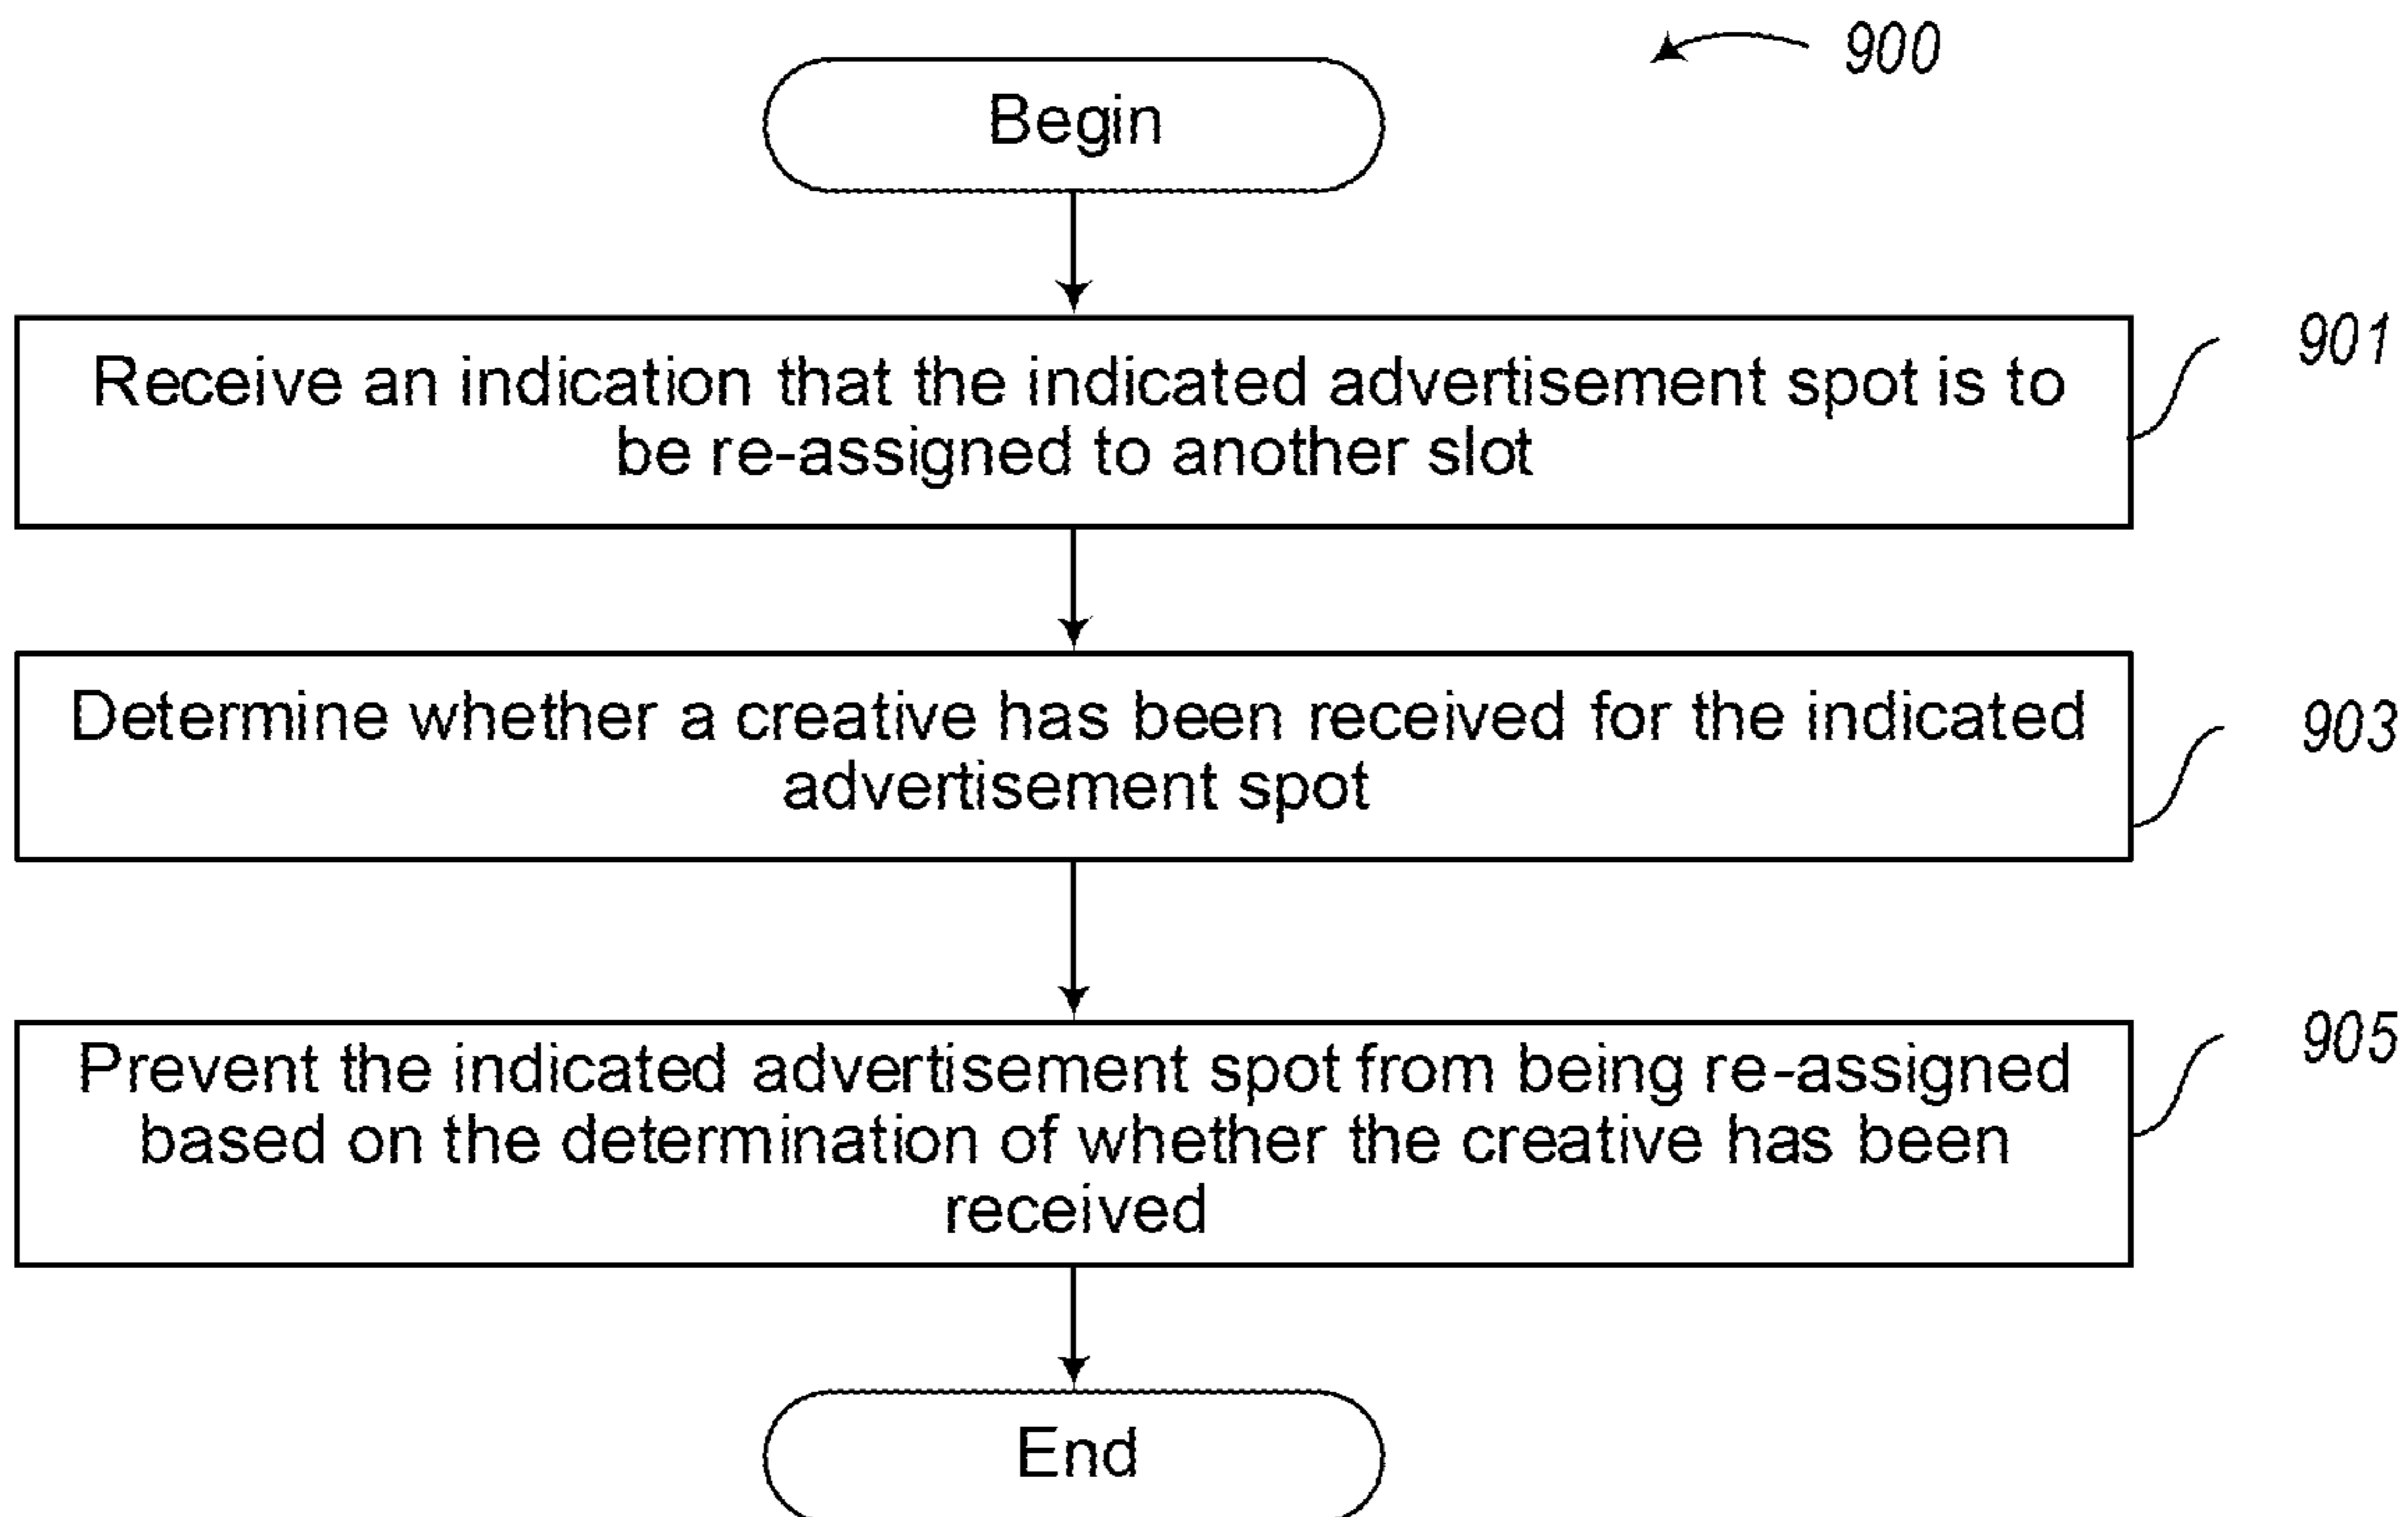 900
Begin
Receive an indication that the indicated advertisement spot is to
be re-assigned to another slot
901
Determine whether a creative has been received for the indicated
advertisement spot
903
Prevent the indicated advertisement spot from being re-assigned
based on the determination of whether the creative has been
received
905
End